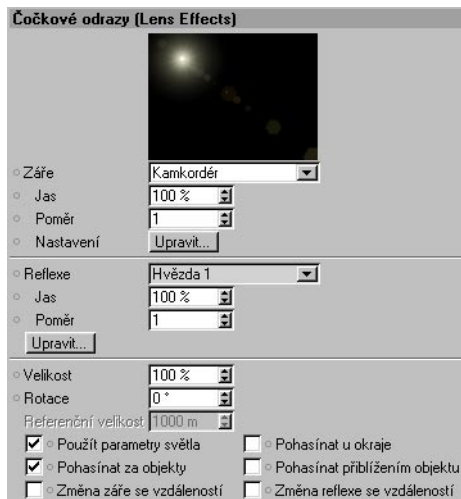 Čočkové odrazy (Lens Effects)
Záře Kamkordér
Jas 100 %
Poměr 1
Nastavení Upravit...
Reflexe Hvězda 1
Jas 100 %
Poměr 1
Upravit...
Velikost 100 %
Rotace 0 °
Referenční velikost 1000 m
Použít parametry světla Pohasínat u okraje
Pohasínat za objekty Pohasínat přiblížením objektu
Změna záře se vzdáleností Změna reflexe se vzdáleností